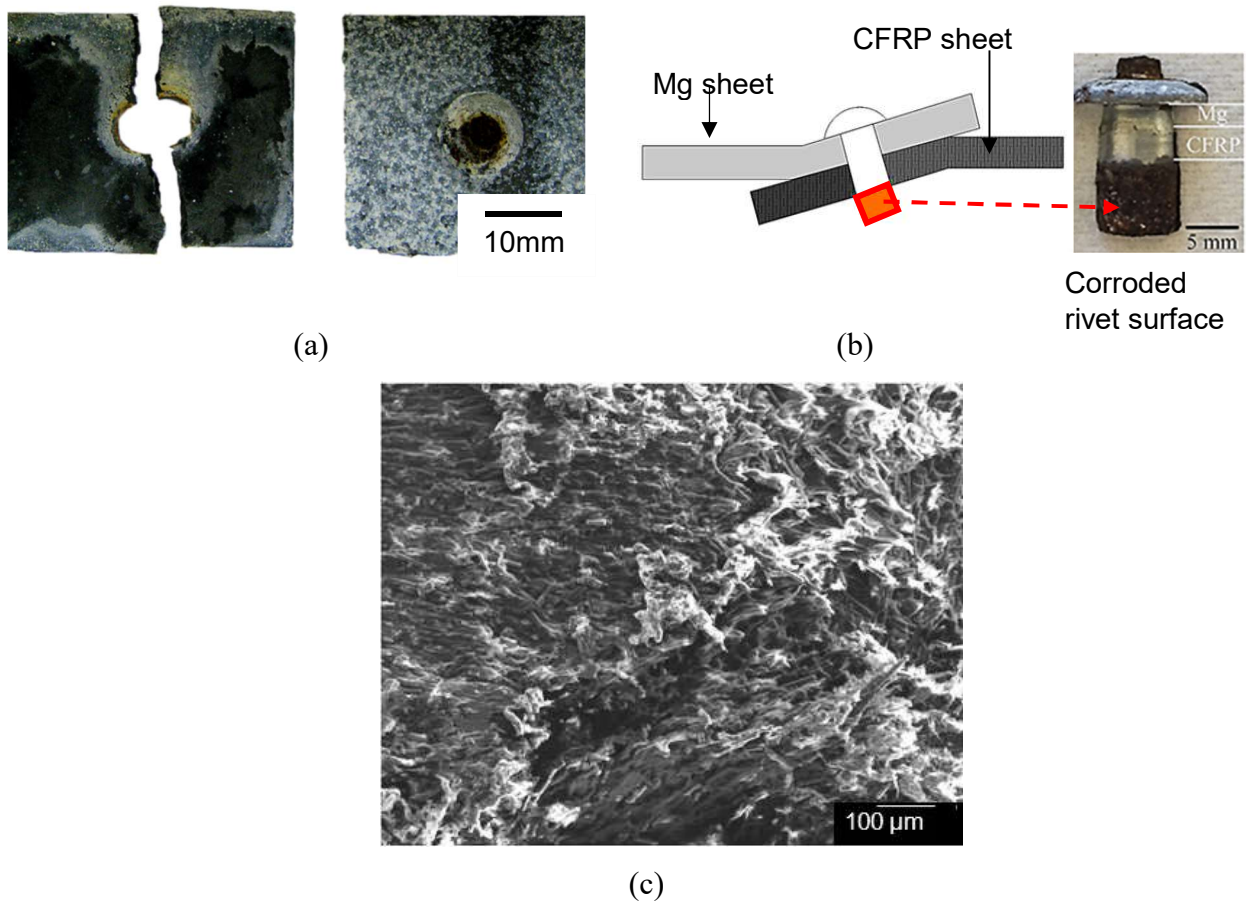 CFRP sheet
Mg sheet
Mg
CFRP
10mm
5 mm
Corroded
rivet surface
(a)
(b)
100 µm
(c)